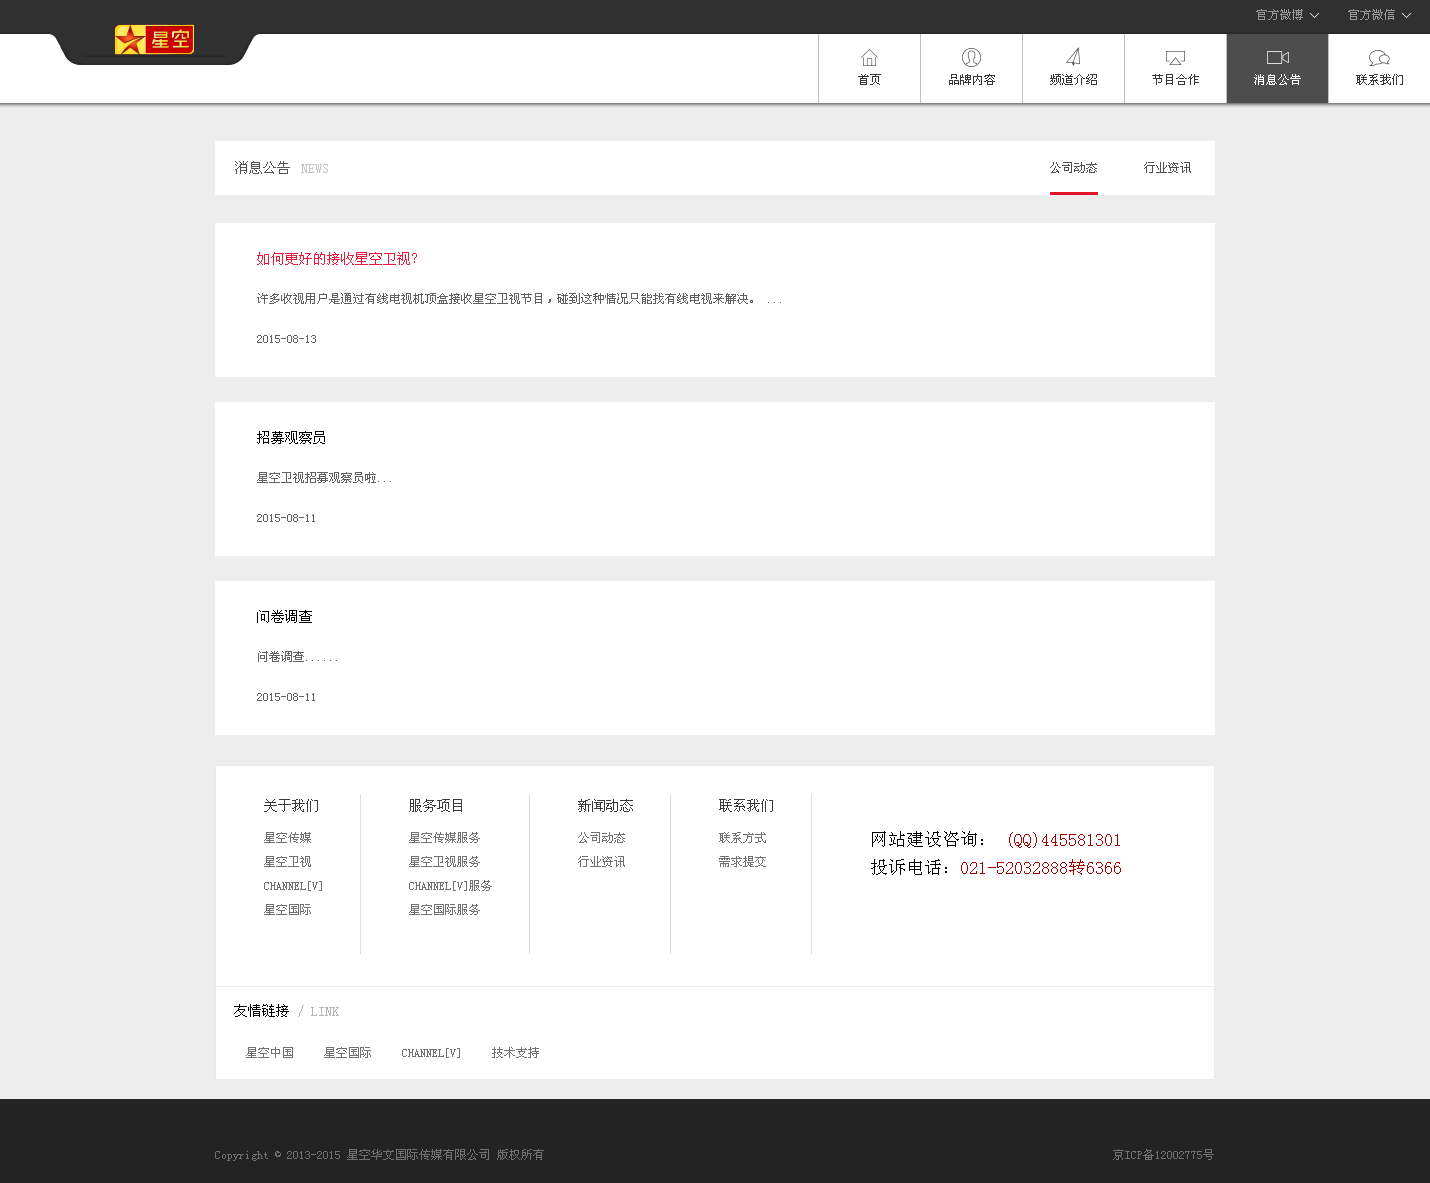 官方微博 官方微信
星空
首页 品牌内容 频道介绍 节目合作 消息公告 联系我们
消息公告 NEWS 公司动态 行业资讯
如何更好的接收星空卫视?
许多收视用户是通过有线电视机顶盒接收星空卫视节目，碰到这种情况只能找有线电视来解决。 ...
2015-08-13
招募观察员
星空卫视招募观察员啦...
2015-08-11
问卷调查
问卷调查......
2015-08-11
关于我们 服务项目 新闻动态 联系我们
星空传媒 星空传媒服务 公司动态 联系方式
星空卫视 星空卫视服务 行业资讯 需求提交
CHANNEL[V] CHANNEL[V]服务
星空国际 星空国际服务
网站建设咨询： (QQ)445581301
投诉电话：021-52032888转6366
友情链接 / LINK
星空中国 星空国际 CHANNEL[V] 技术支持
Copyright © 2013-2015 星空华文国际传媒有限公司 版权所有 京ICP备12002775号